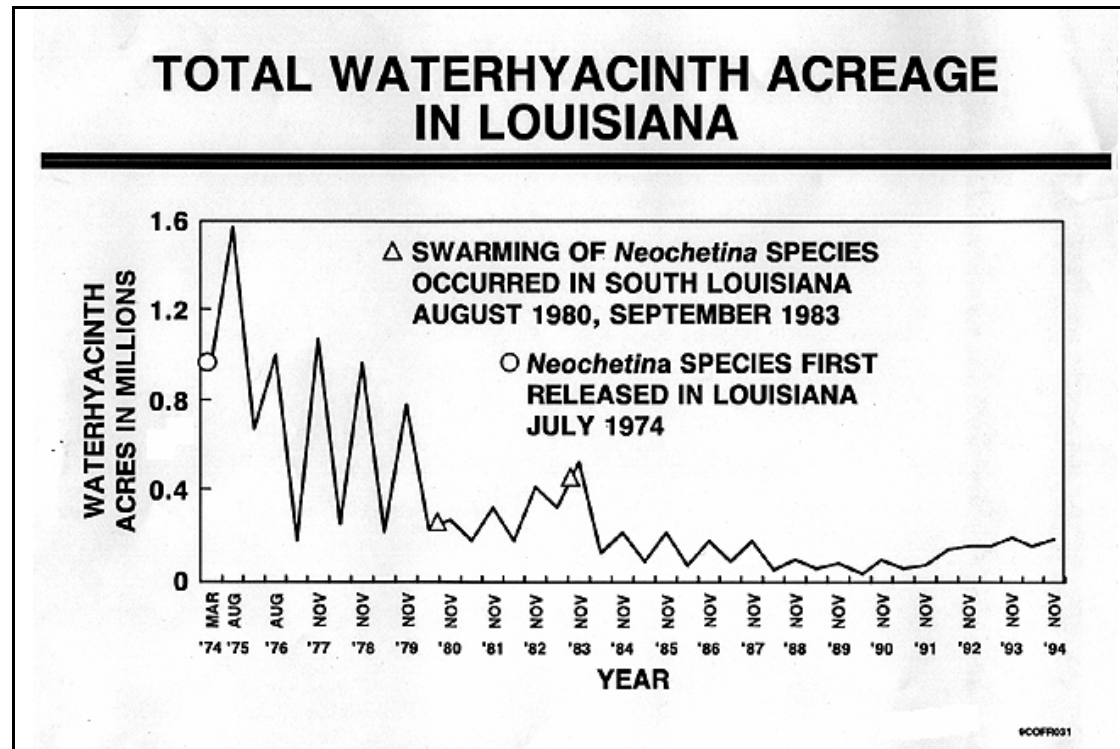 TOTAL WATERHYACINTH ACREAGE
IN LOUISIANA
WATERHYACINTH
ACRES IN MILLIONS
1.6
1.2
0.8
0.4
0
△ SWARMING OF Neochetina SPECIES
OCCURRED IN SOUTH LOUISIANA
AUGUST 1980, SEPTEMBER 1983
○ Neochetina SPECIES FIRST
RELEASED IN LOUISIANA
JULY 1974
MAR AUG AUG NOV NOV NOV NOV NOV NOV NOV NOV NOV NOV NOV NOV NOV NOV NOV NOV NOV NOV
'74 '75 '76 '77 '78 '79 '80 '81 '82 '83 '84 '85 '86 '87 '88 '89 '90 '91 '92 '93 '94
YEAR
9COFR031